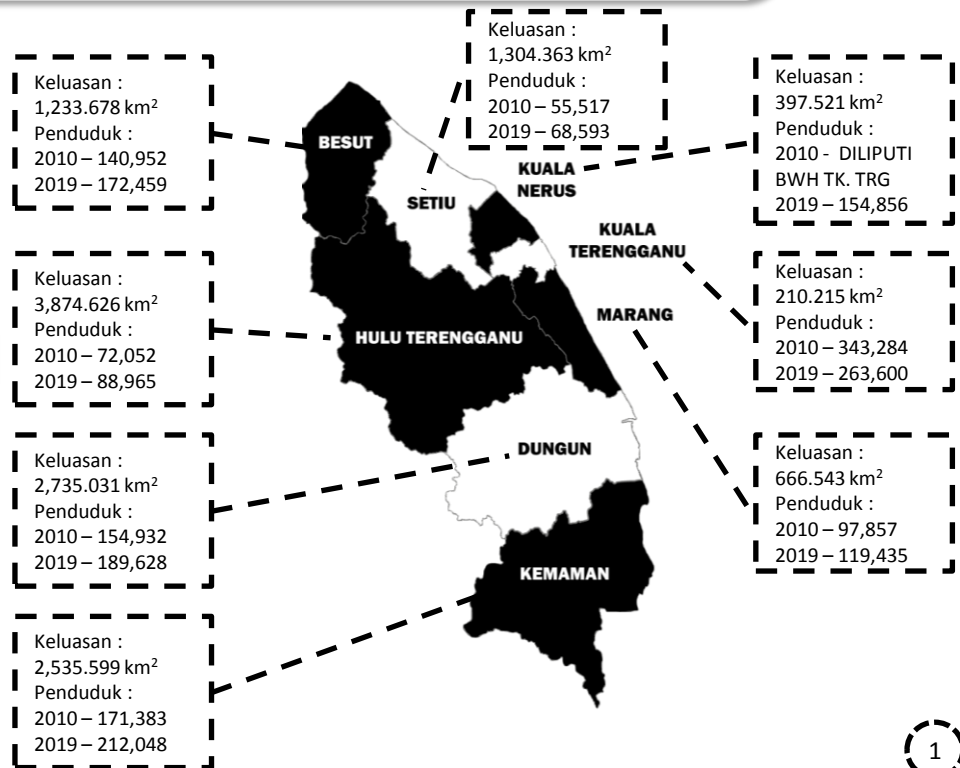 Keluasan :
1,304.363 km²
Penduduk :
2010 – 55,517
2019 – 68,593
Keluasan :
1,233.678 km²
Penduduk :
2010 – 140,952
2019 – 172,459
Keluasan :
397.521 km²
Penduduk :
2010 - DILIPUTI
BWH TK. TRG
2019 – 154,856
BESUT
KUALA
NERUS
SETIU
KUALA
TERENGGANU
Keluasan :
3,874.626 km²
Penduduk :
2010 – 72,052
2019 – 88,965
Keluasan :
210.215 km²
Penduduk :
2010 – 343,284
2019 – 263,600
MARANG
HULU TERENGGANU
Keluasan :
2,735.031 km²
Penduduk :
2010 – 154,932
2019 – 189,628
DUNGUN
Keluasan :
666.543 km²
Penduduk :
2010 – 97,857
2019 – 119,435
KEMAMAN
Keluasan :
2,535.599 km²
Penduduk :
2010 – 171,383
2019 – 212,048
1